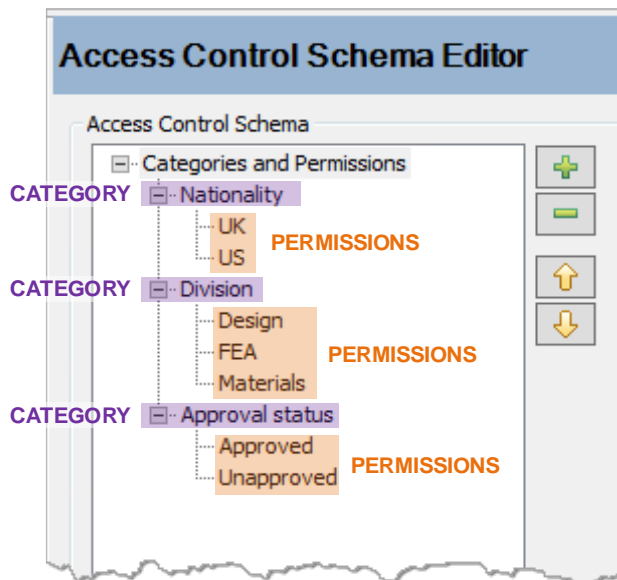 Access Control Schema Editor
Access Control Schema
Categories and Permissions
CATEGORY Nationality
UK
PERMISSIONS
US
CATEGORY Division
Design
FEA PERMISSIONS
Materials
CATEGORY Approval status
Approved
PERMISSIONS
Unapproved